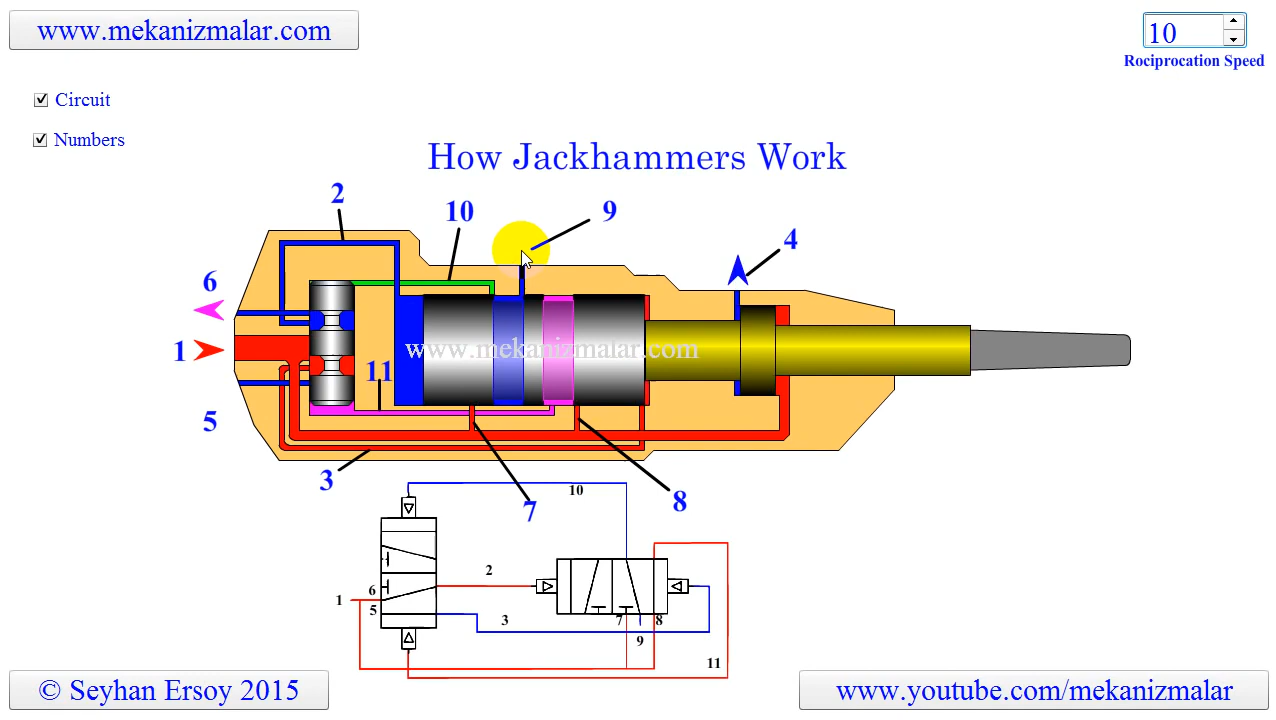 www.mekanizmalar.com
10
Rociprocation Speed
Circuit
Numbers
How Jackhammers Work
2
10
9
4
6
1
www.mekanizmalar.com
11
5
3
7
8
10
2
6
1
5
3
7
8
9
11
© Seyhan Ersoy 2015
www.youtube.com/mekanizmalar